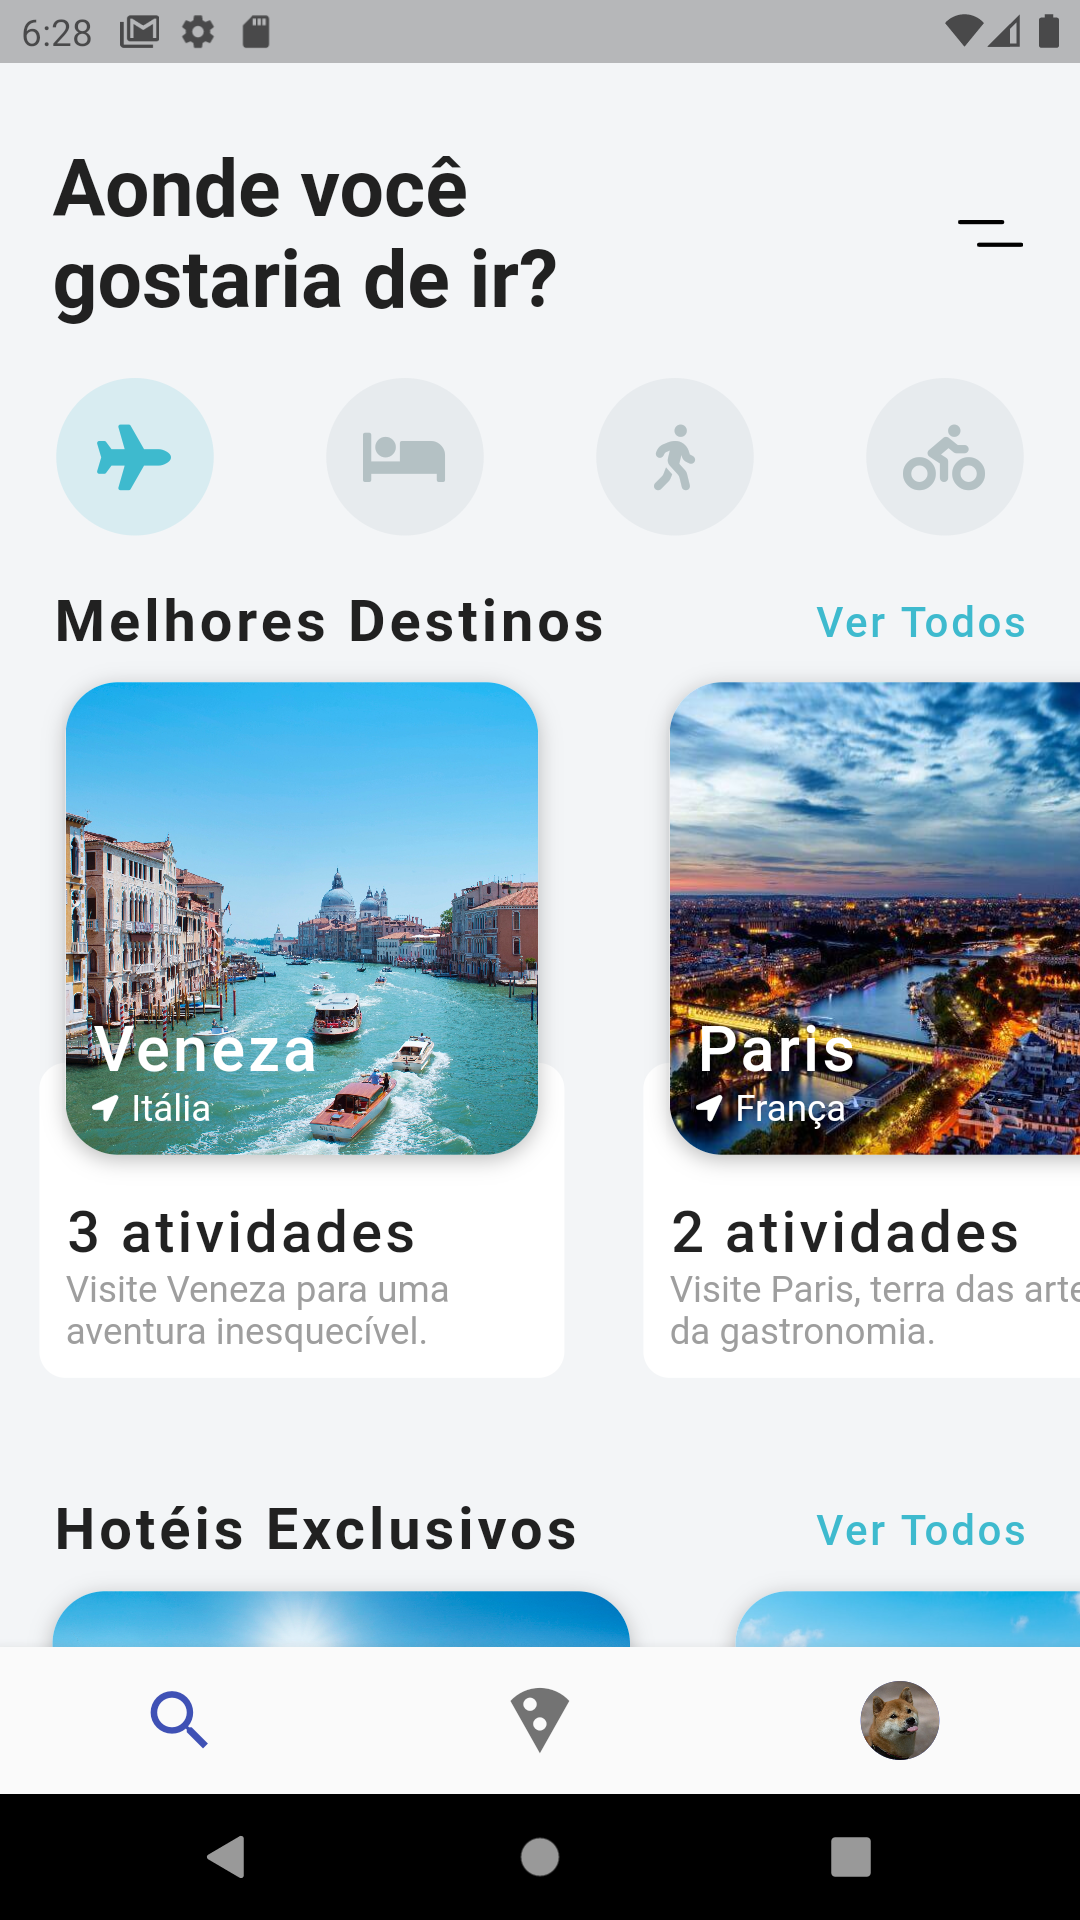 6:28
Aonde você
gostaria de ir?
Melhores Destinos
Ver Todos
Veneza
Itália
3 atividades
Visite Veneza para uma
aventura inesquecível.
Paris
França
2 atividades
Visite Paris, terra das arte
da gastronomia.
Hotéis Exclusivos
Ver Todos